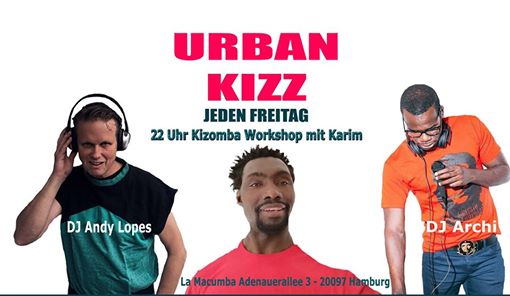 URBAN
KIZZ
JEDEN FREITAG
22 Uhr Kizomba Workshop mit Karim
DJ Andy Lopes
DJ Archi
La Macumba Adenauerallee 3 - 20097 Hamburg